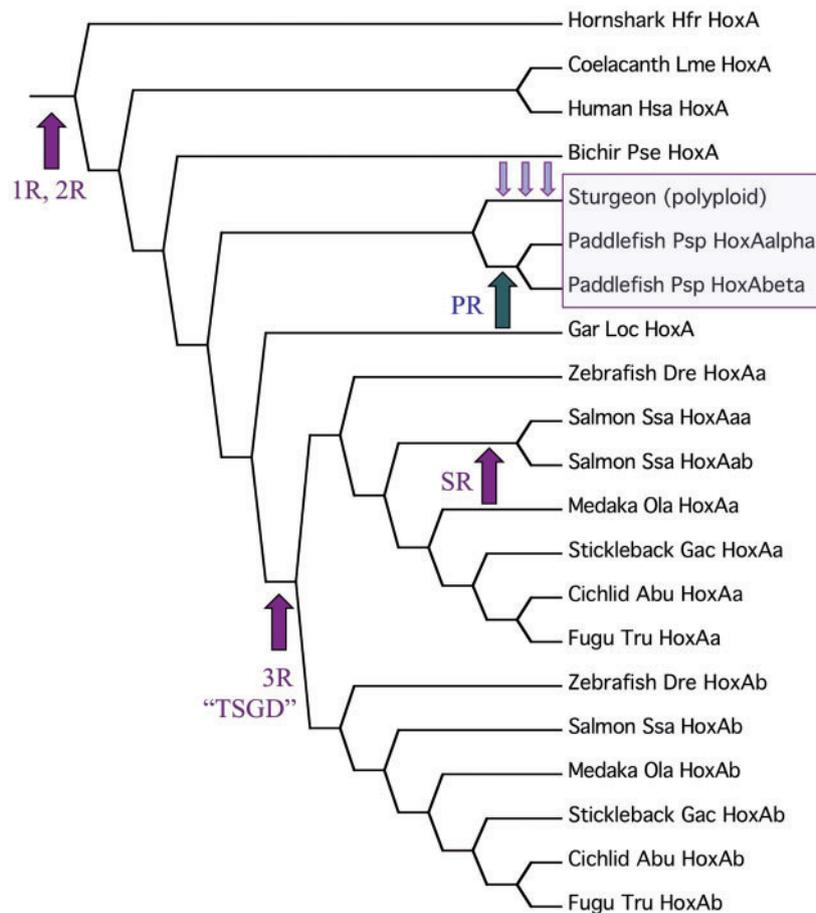 Hornshark Hfr HoxA
Coelacanth Lme HoxA
Human Hsa HoxA
Bichir Pse HoxA
1R, 2R
Sturgeon (polyploid)
Paddlefish Psp HoxAalpha
Paddlefish Psp HoxAbeta
PR
Gar Loc HoxA
Zebrafish Dre HoxAa
Salmon Ssa HoxAaa
Salmon Ssa HoxAab
SR
Medaka Ola HoxAa
Stickleback Gac HoxAa
Cichlid Abu HoxAa
Fugu Tru HoxAa
3R
“TSGD”
Zebrafish Dre HoxAb
Salmon Ssa HoxAb
Medaka Ola HoxAb
Stickleback Gac HoxAb
Cichlid Abu HoxAb
Fugu Tru HoxAb